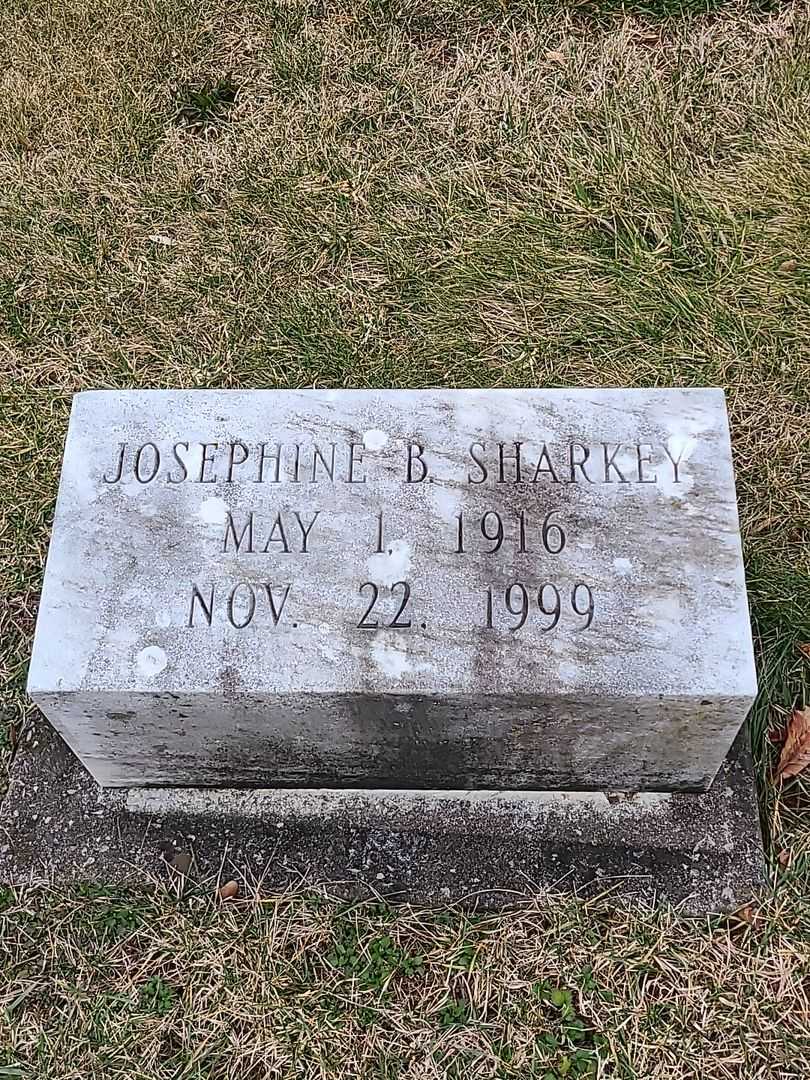 JOSEPHINE B. SHARKEY
MAY 1, 1916
NOV. 22, 1999